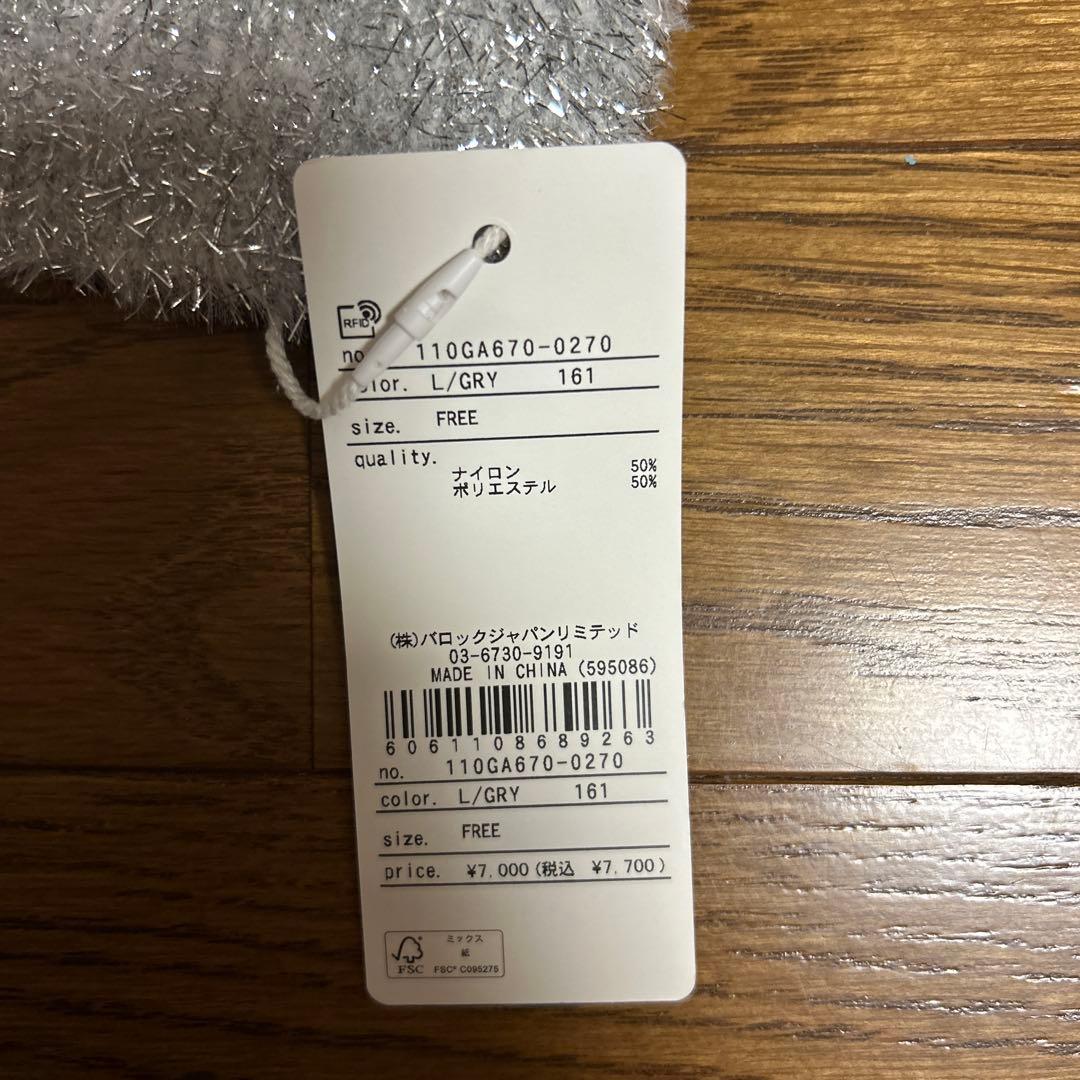 RFID
no. 110GA670-0270
color. L/GRY 161
size. FREE
quality.
ナイロン 50%
ポリエステル 50%
(株)バロックジャパンリミテッド
03-6730-9191
MADE IN CHINA (595086)
6061108689263
no. 110GA670-0270
color. L/GRY 161
size. FREE
price. ¥7,000(税込 ¥7,700)
ミックス
紙
FSC
FSC® C095275